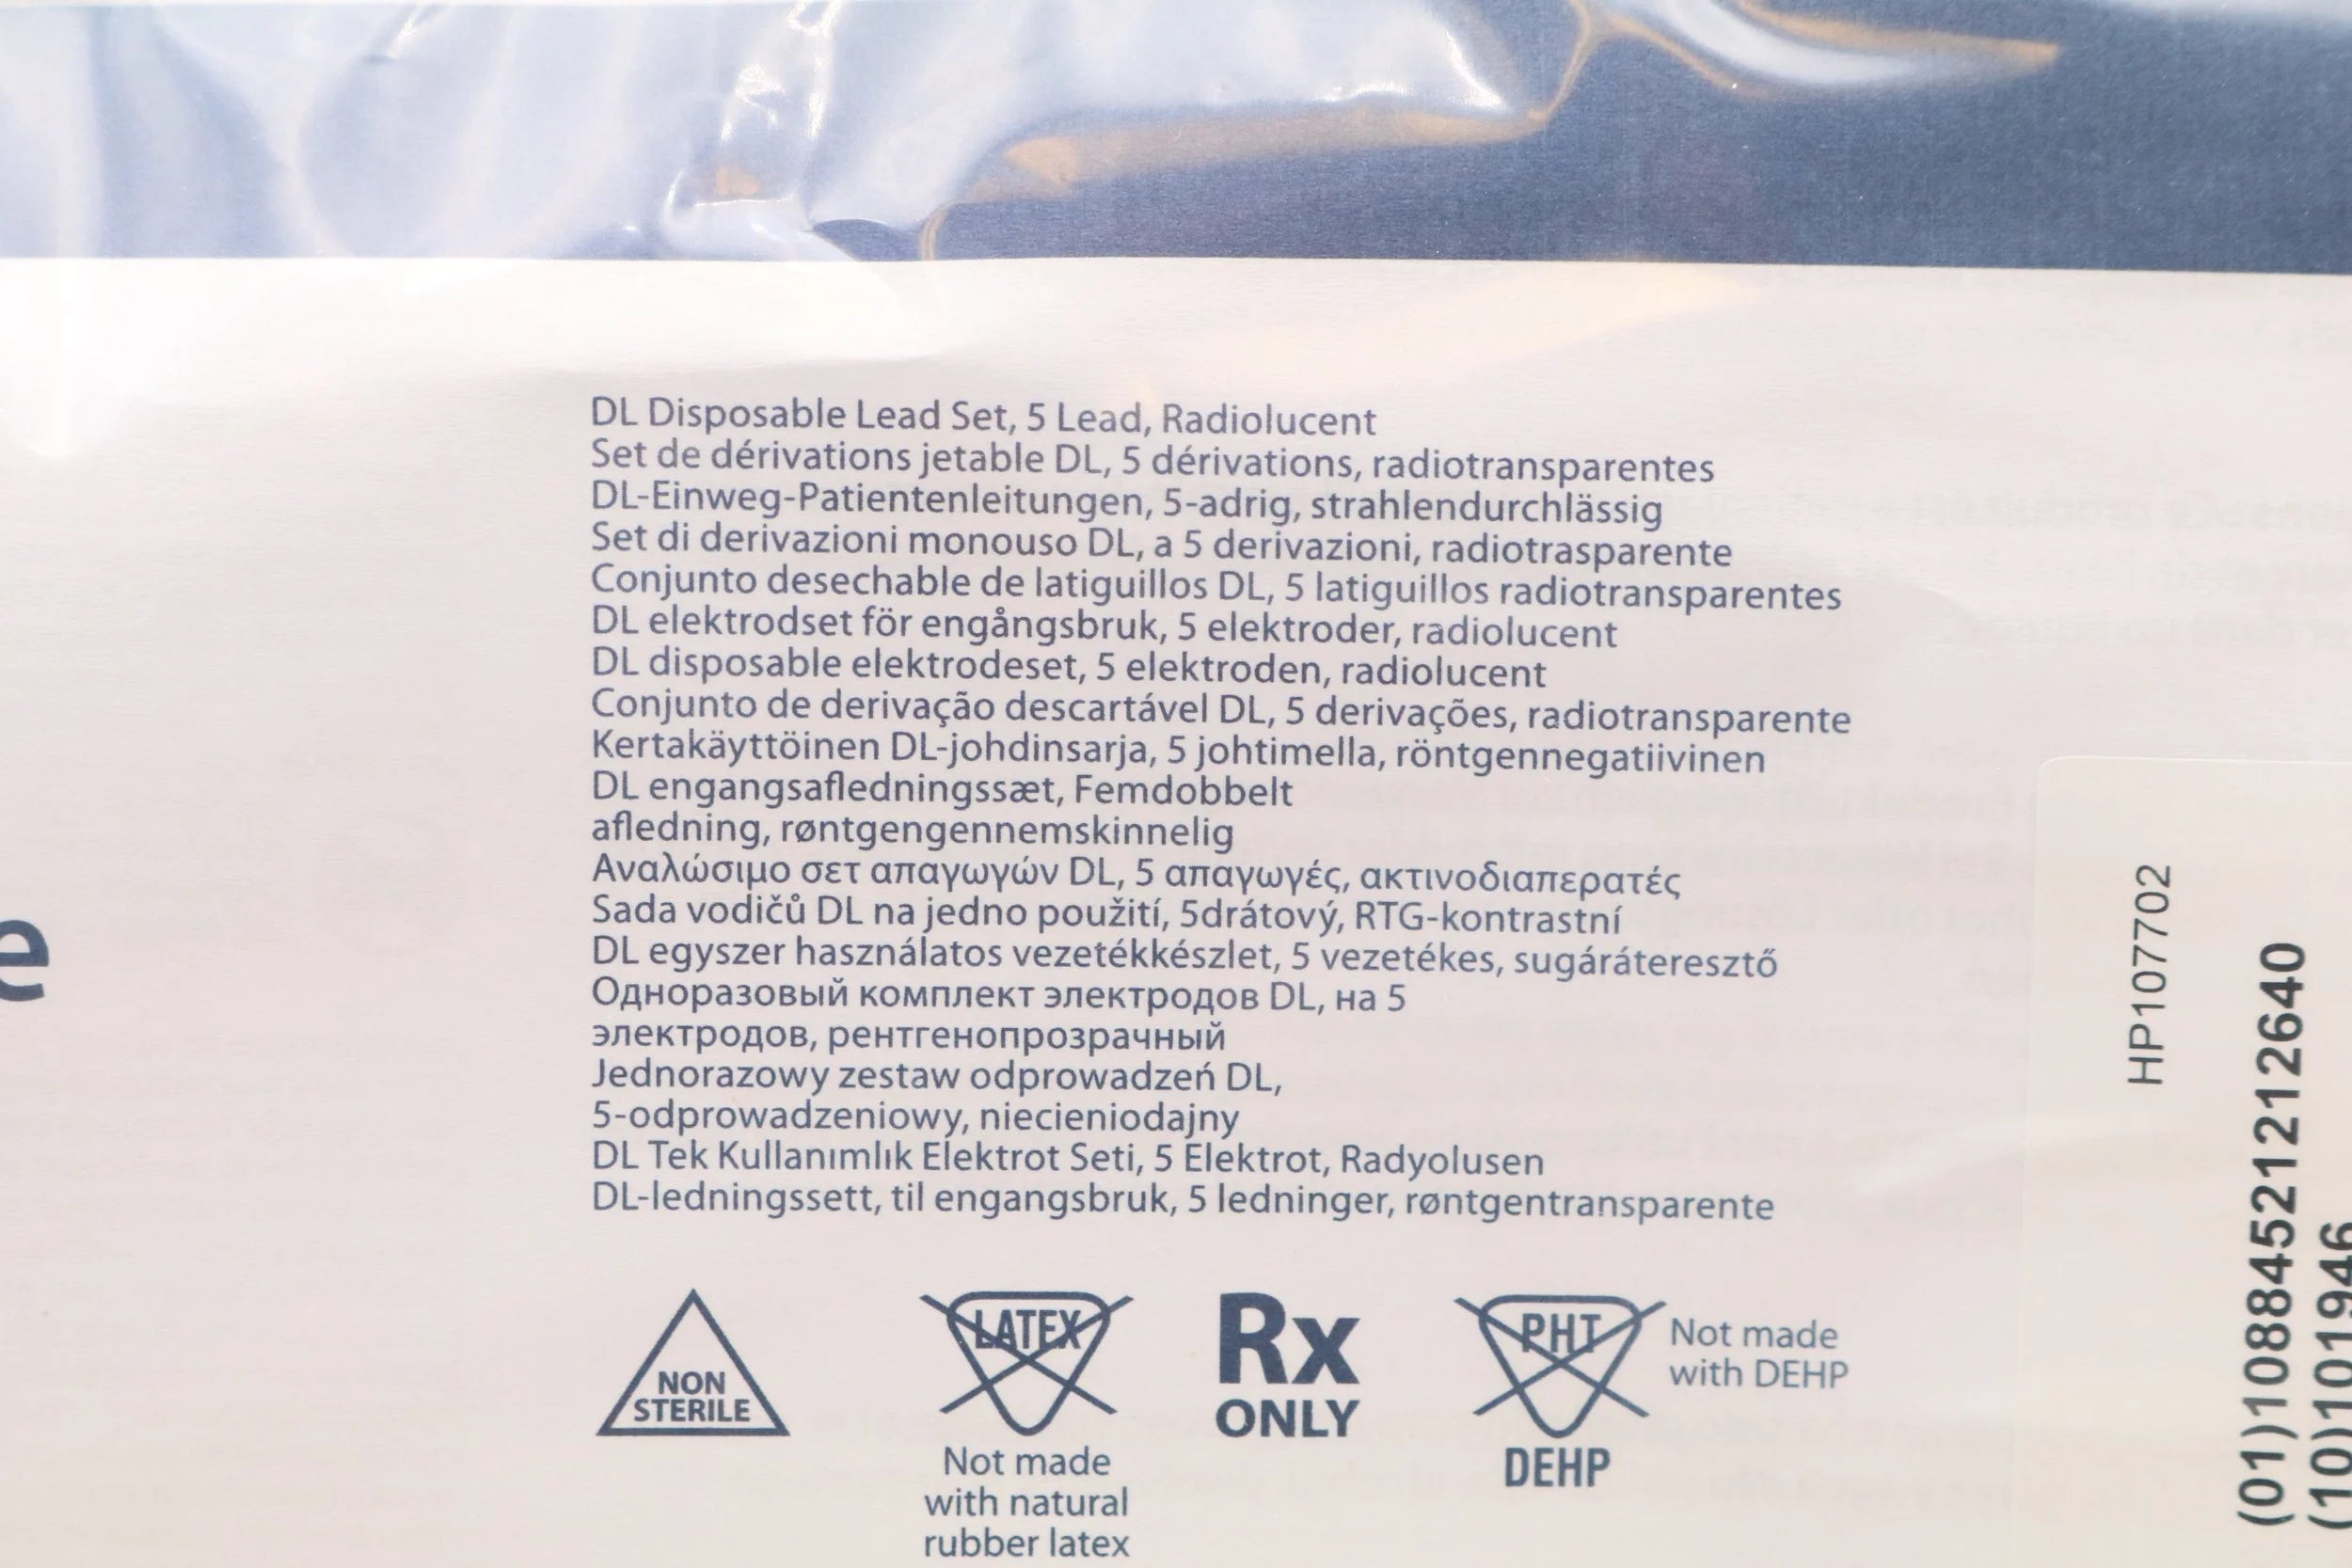 DL Disposable Lead Set, 5 Lead, Radiolucent
Set de dérivations jetable DL, 5 dérivations, radiotransparentes
DL-Einweg-Patientenleitungen, 5-adrig, strahlendurchlässig
Set di derivazioni monouso DL, a 5 derivazioni, radiotrasparente
Conjunto desechable de latiguillos DL, 5 latiguillos radiotransparentes
DL elektrodset för engångsbruk, 5 elektroder, radiolucent
DL disposable elektrodeset, 5 elektroden, radiolucent
Conjunto de derivação descartável DL, 5 derivações, radiotransparente
Kertakäyttöinen DL-johdinsarja, 5 johtimella, röntgennegatiivinen
DL engangsafledningssæt, Femdobbelt
afledning, røntgengennemskinnelig
Αναλώσιμο σετ απαγωγών DL, 5 απαγωγές, ακτινοδιαπερατές
Sada vodičů DL na jedno použití, 5drátový, RTG-kontrastní
DL egyszer használatos vezetékkészlet, 5 vezetékes, sugáráteresztő
Одноразовый комплект электродов DL, на 5
электродов, рентгенопрозрачный
Jednorazowy zestaw odprowadzeń DL,
5-odprowadzeniowy, niecieniodajny
DL Tek Kullanımlık Elektrot Seti, 5 Elektrot, Radyolusen
DL-ledningssett, til engangsbruk, 5 ledninger, røntgentransparente
NON
STERILE
LATEX
Not made
with natural
rubber latex
Rx
ONLY
PHT
DEHP
Not made
with DEHP
e
HP107702
(01)10884521212640
(10)101946